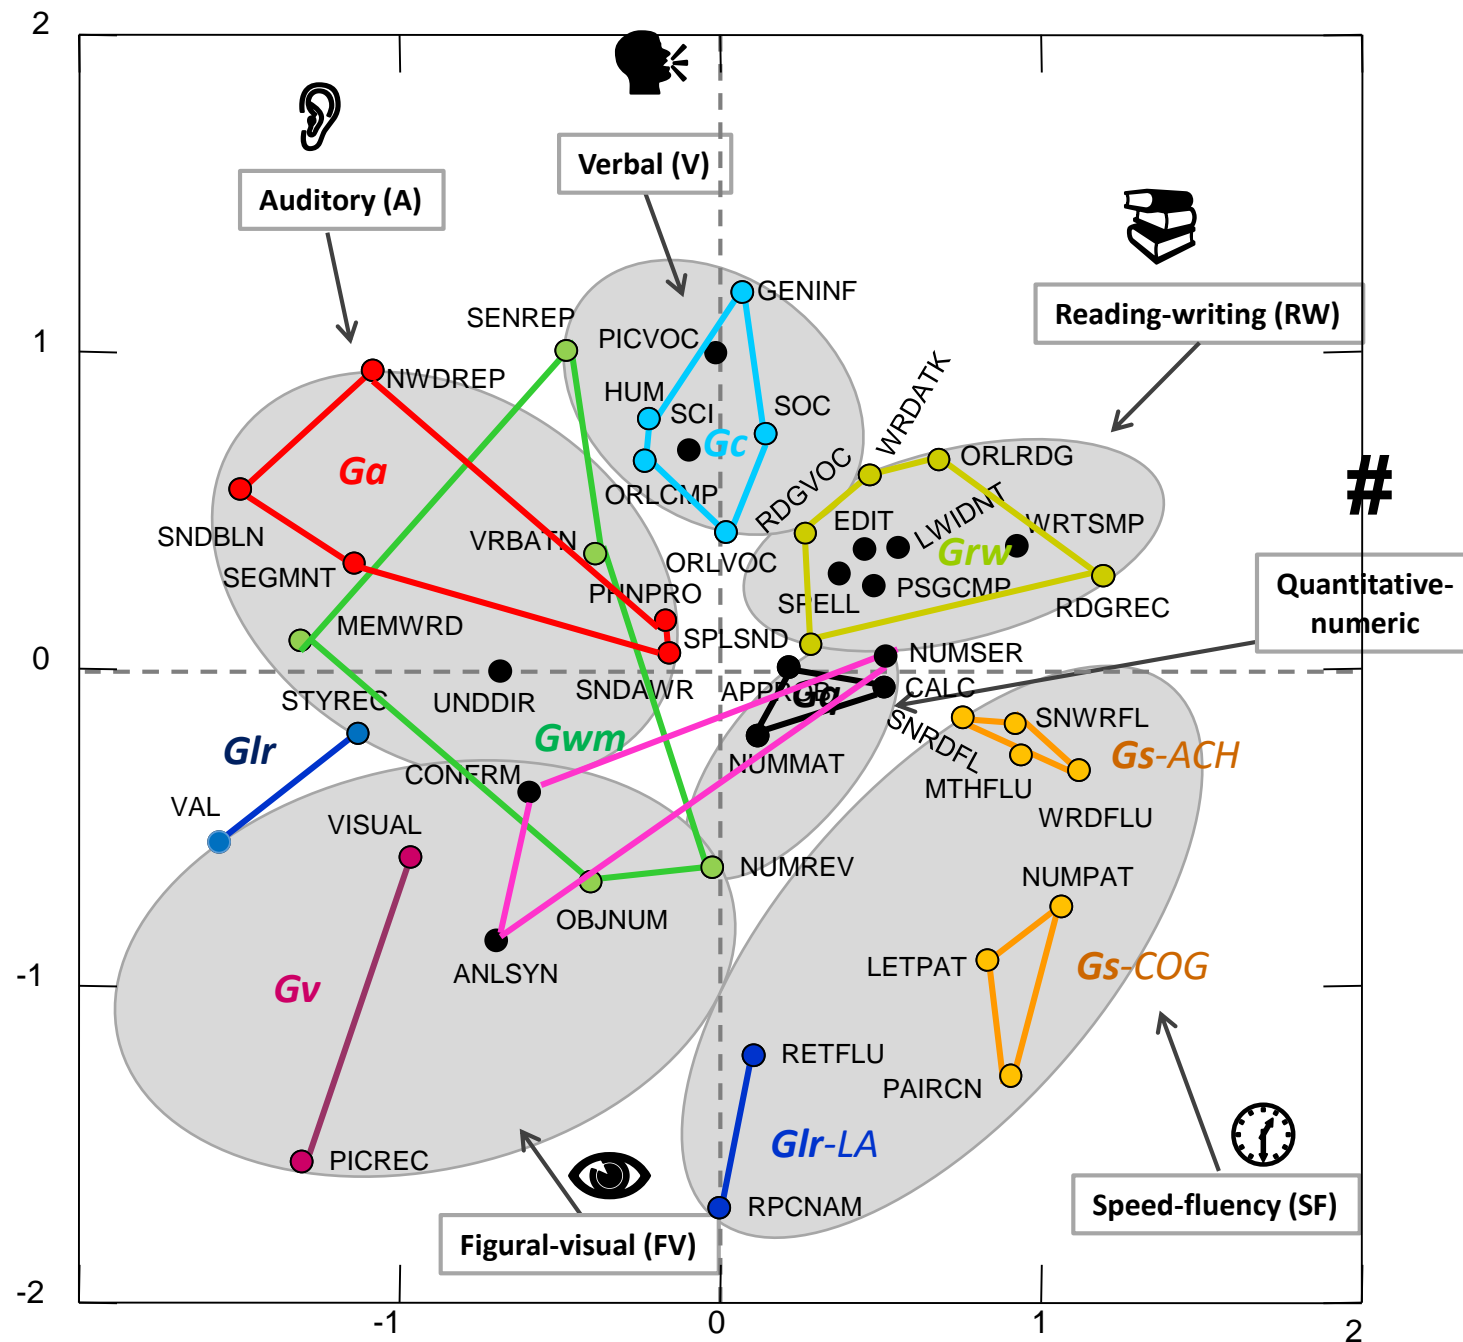 2
Verbal (V)
Auditory (A)
Reading-writing (RW)
GENINF
SENREP
PICVOC
1
NWDREP
WRDATK
HUM
SCI
SOC
Gc
ORLRDG
Ga
RDGVOC
#
ORLCMP
EDIT
LWIDNT
WRTSMP
SNDBLN
VRBATN
ORLVOC
Grw
SEGMNT
PSGCMP
Quantitative-
numeric
PHNPRO
SPELL
RDGREC
MEMWRD
SPLSND
NUMSER
0
UNDDIR
SNDAWR
APPROB
Gq
CALC
STYREC
SNRDFL
SNWRFL
Glr
Gwm
Gs-ACH
CONFRM
NUMMAT
MTHFLU
VAL
VISUAL
WRDFLU
NUMREV
NUMPAT
OBJNUM
LETPAT
Gs-COG
-1
ANLSYN
Gv
RETFLU
PAIRCN
Glr-LA
PICREC
RPCNAM
Speed-fluency (SF)
Figural-visual (FV)
-2
-1
0
1
2